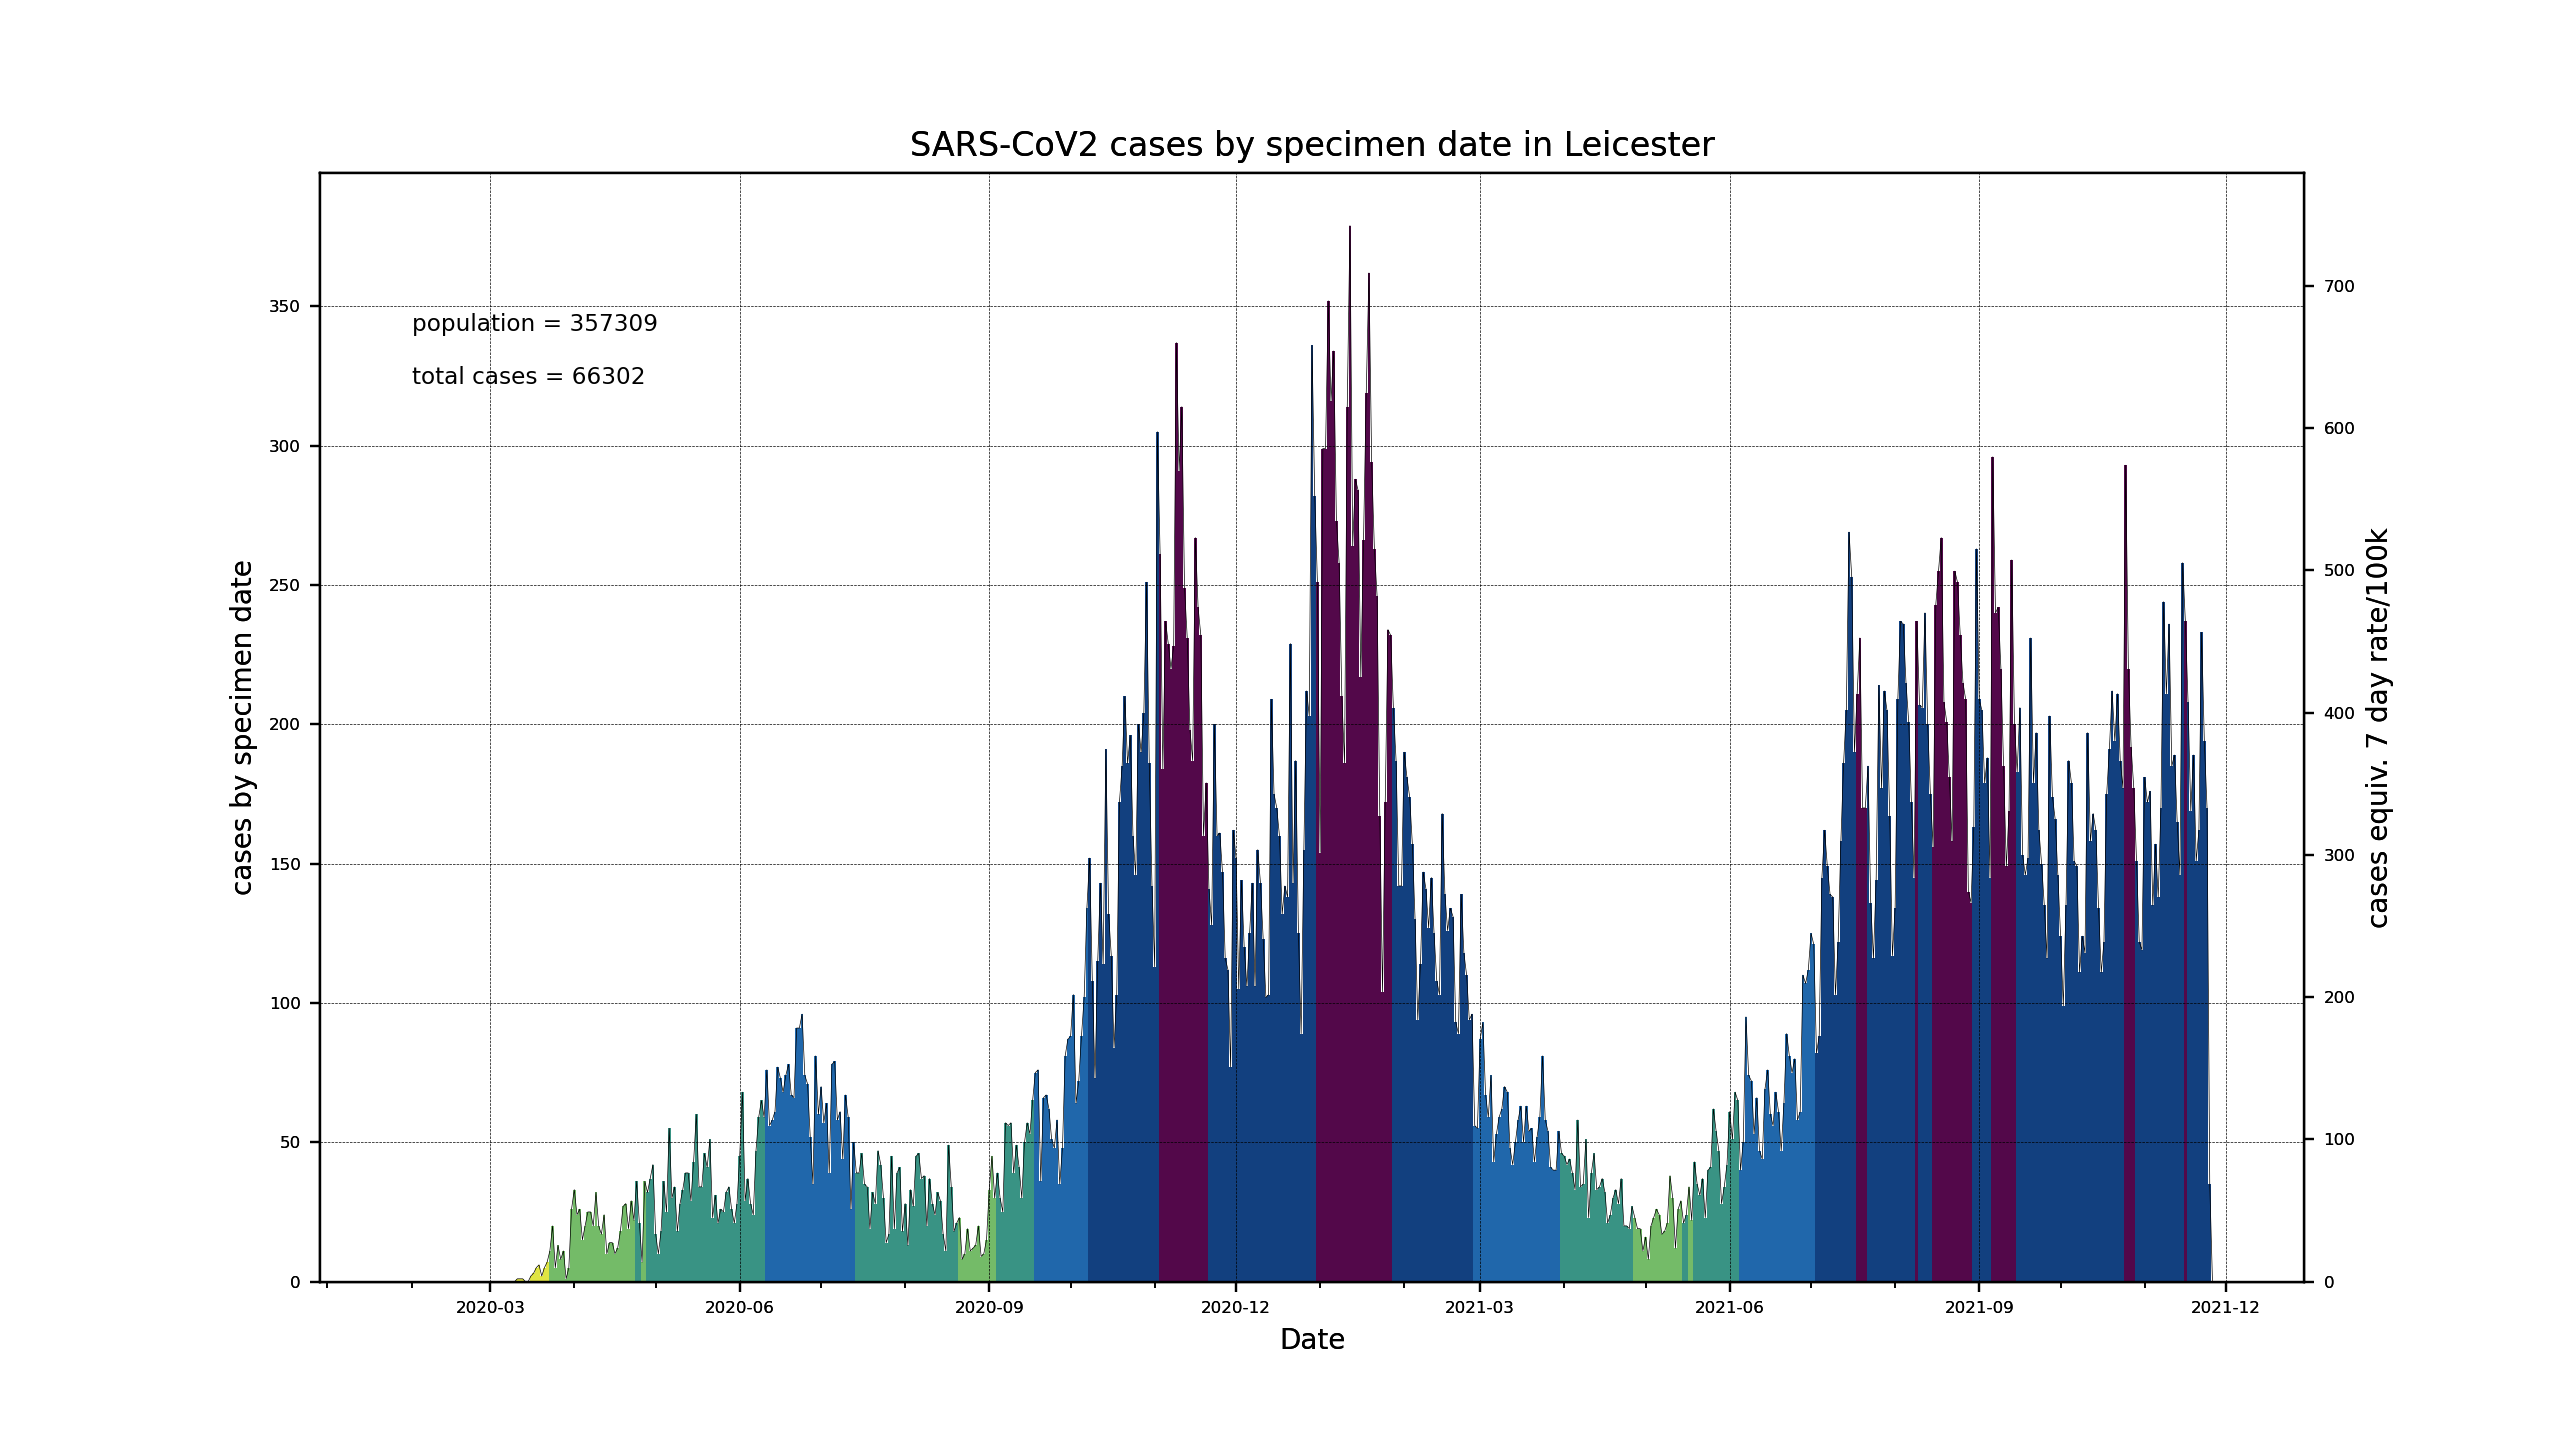 SARS-CoV2 cases by specimen date in Leicester
population = 357309
total cases = 66302
cases by specimen date
350
300
250
200
150
100
50
0
700
600
500
400
300
200
100
0
cases equiv. 7 day rate/100k
2020-03 2020-06 2020-09 2020-12 2021-03 2021-06 2021-09 2021-12
Date